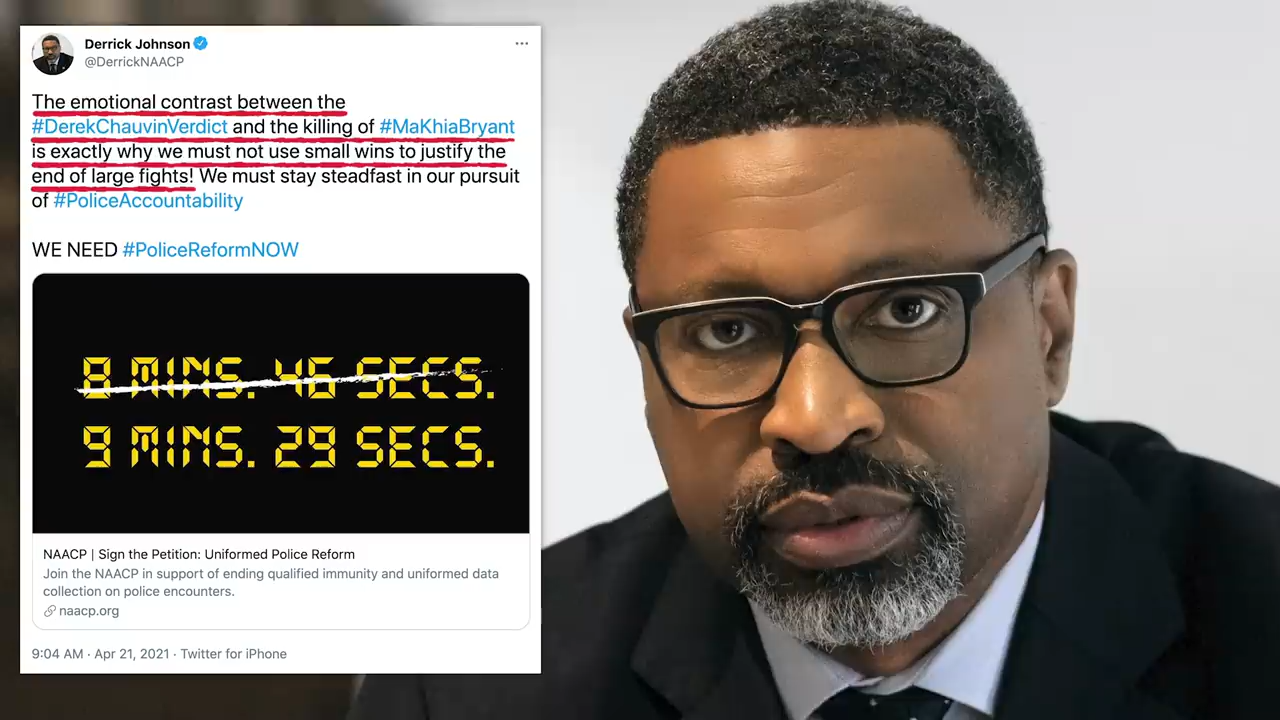 Derrick Johnson
@DerrickNAACP
The emotional contrast between the
#DerekChauvinVerdict and the killing of #MaKhiaBryant
is exactly why we must not use small wins to justify the
end of large fights! We must stay steadfast in our pursuit
of #PoliceAccountability
WE NEED #PoliceReformNOW
8 MINS. 46 SECS.
9 MINS. 29 SECS.
NAACP | Sign the Petition: Uniformed Police Reform
Join the NAACP in support of ending qualified immunity and uniformed data
collection on police encounters.
naacp.org
9:04 AM · Apr 21, 2021 · Twitter for iPhone